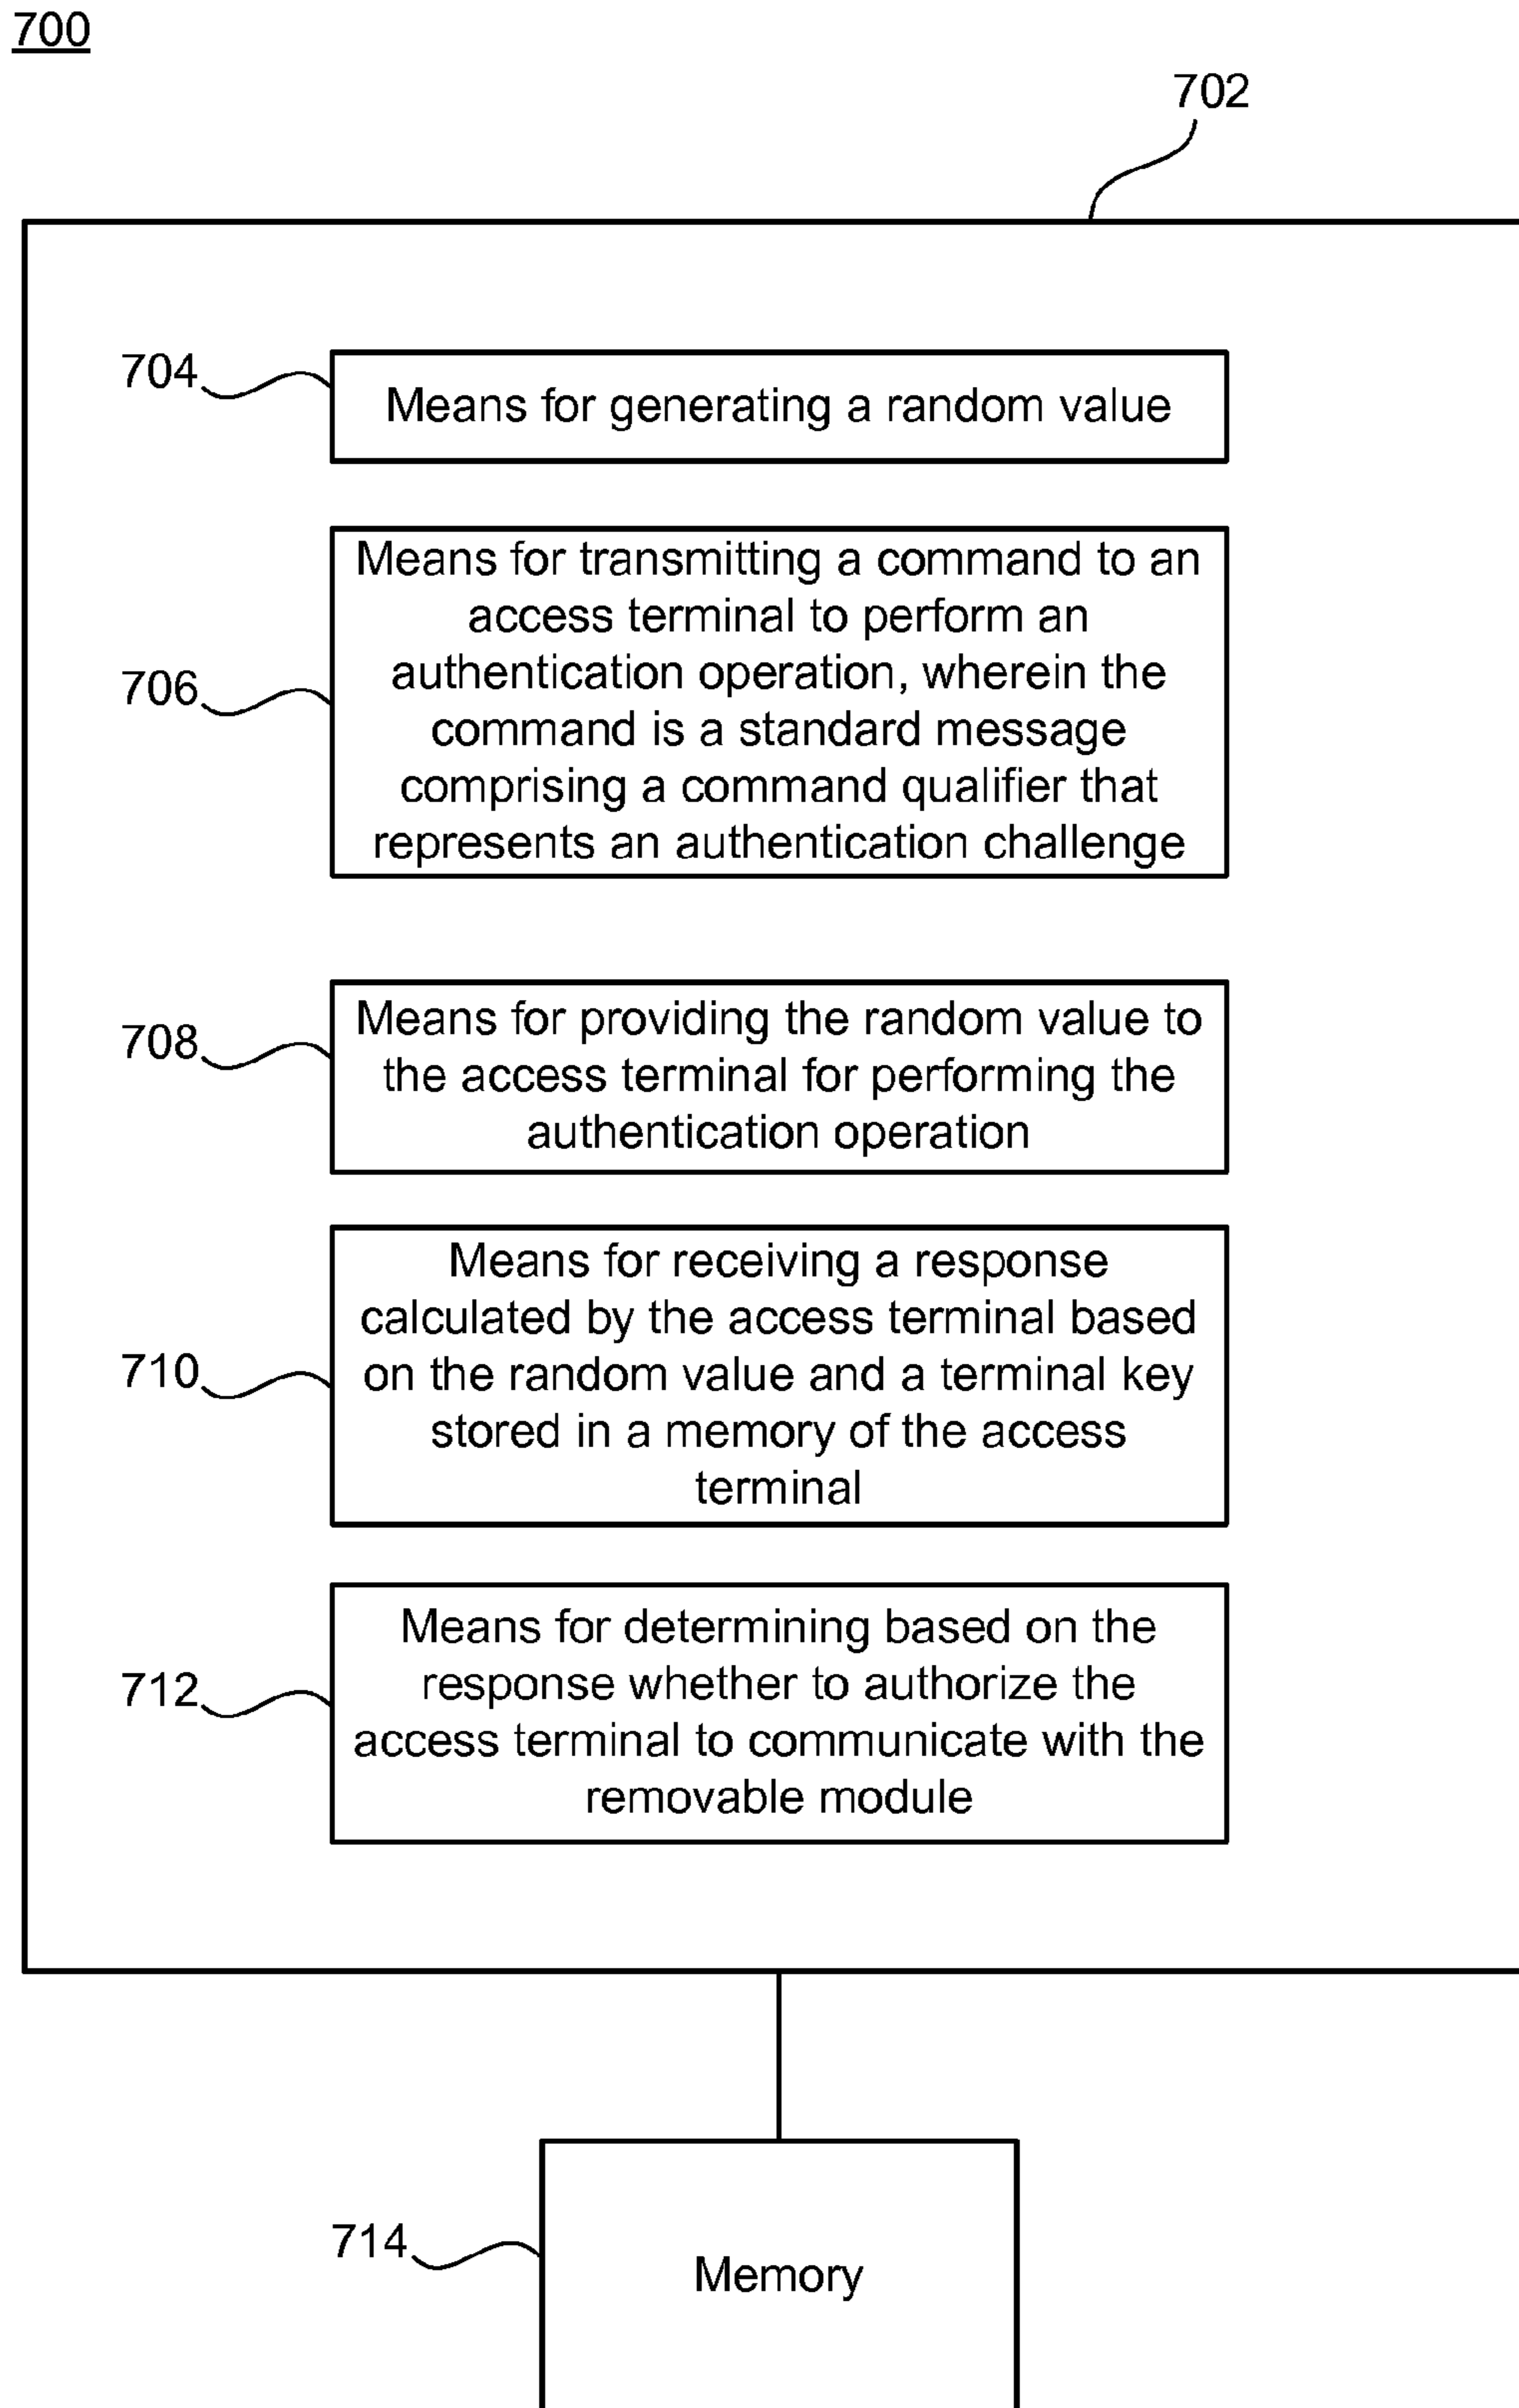 700
702
704
Means for generating a random value
Means for transmitting a command to an
access terminal to perform an
authentication operation, wherein the
706
command is a standard message
comprising a command qualifier that
represents an authentication challenge
Means for providing the random value to
708
the access terminal for performing the
authentication operation
Means for receiving a response
calculated by the access terminal based
710
on the random value and a terminal key
stored in a memory of the access
terminal
Means for determining based on the
712
response whether to authorize the
access terminal to communicate with the
removable module
714
Memory